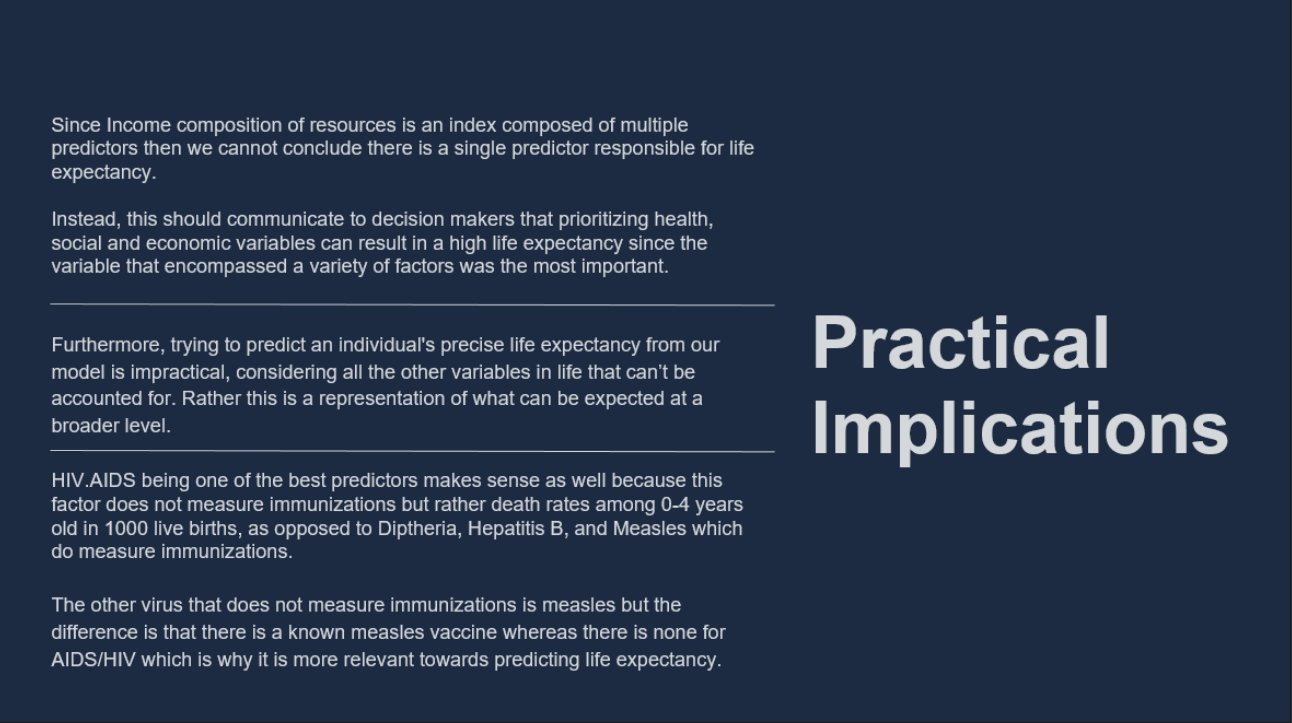 Since Income composition of resources is an index composed of multiple
predictors then we cannot conclude there is a single predictor responsible for life
expectancy.
Instead, this should communicate to decision makers that prioritizing health,
social and economic variables can result in a high life expectancy since the
variable that encompassed a variety of factors was the most important.
Furthermore, trying to predict an individual's precise life expectancy from our
model is impractical, considering all the other variables in life that can’t be
accounted for. Rather this is a representation of what can be expected at a
broader level.
HIV.AIDS being one of the best predictors makes sense as well because this
factor does not measure immunizations but rather death rates among 0-4 years
old in 1000 live births, as opposed to Diptheria, Hepatitis B, and Measles which
do measure immunizations.
The other virus that does not measure immunizations is measles but the
difference is that there is a known measles vaccine whereas there is none for
AIDS/HIV which is why it is more relevant towards predicting life expectancy.
Practical
Implications